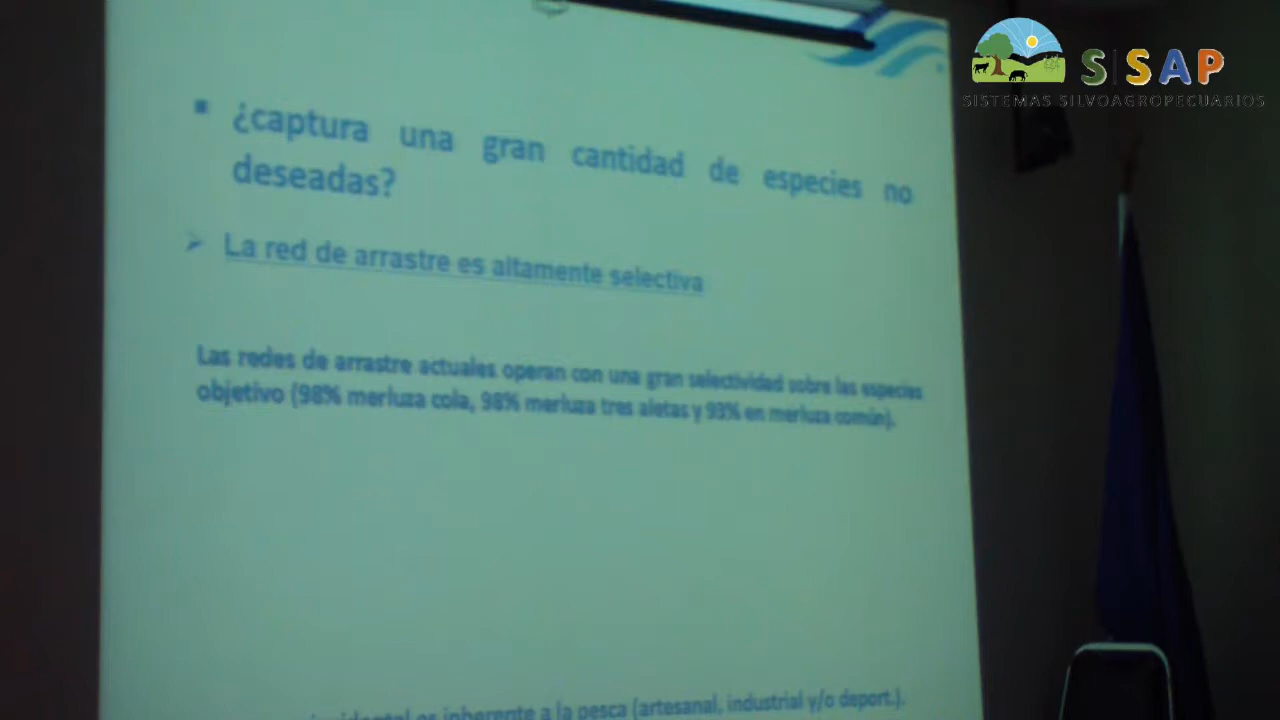 SISAP
SISTEMAS SILVOAGROPECUARIOS
¿captura una gran cantidad de especies no
deseadas?
La red de arrastre es altamente selectiva
Las redes de arrastre actuales operan con una gran selectividad sobre las especies
objetivo (98% merluza cola, 98% merluza tres aletas y 93% en merluza común).
es inherente a la pesca (artesanal, industrial y/o deport.).